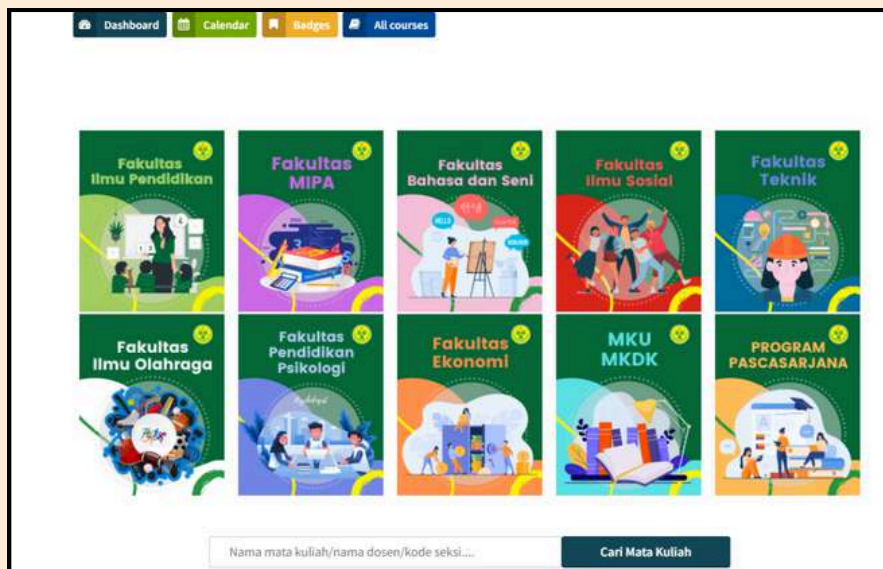 Dashboard
Calendar
Badges
All courses
Fakultas
Ilmu Pendidikan
Fakultas
MIPA
Fakultas
Bahasa dan Seni
HELLO
Fakultas
Ilmu Sosial
Fakultas
Teknik
Fakultas
Ilmu Olahraga
Fakultas
Pendidikan
Psikologi
Fakultas
Ekonomi
MKU
MKDK
PROGRAM
PASCASARJANA
Nama mata kuliah/nama dosen/kode seksi....
Cari Mata Kuliah